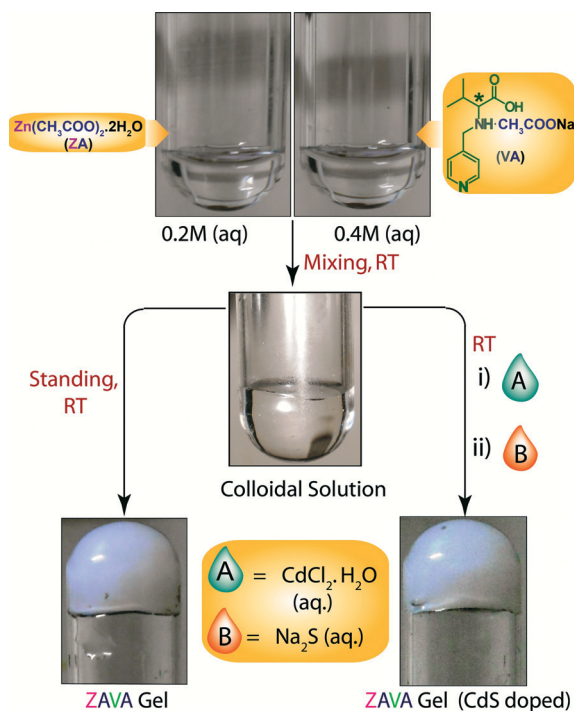 Zn(CH₃COO)₂.2H₂O
(ZA)
O
*
OH
NH·CH₃COONa
(VA)
N
0.2M (aq)
0.4M (aq)
Mixing, RT
Standing,
RT
RT
i) A
ii) B
Colloidal Solution
A = CdCl₂.H₂O
(aq.)
B = Na₂S (aq.)
ZAVA Gel
ZAVA Gel (CdS doped)